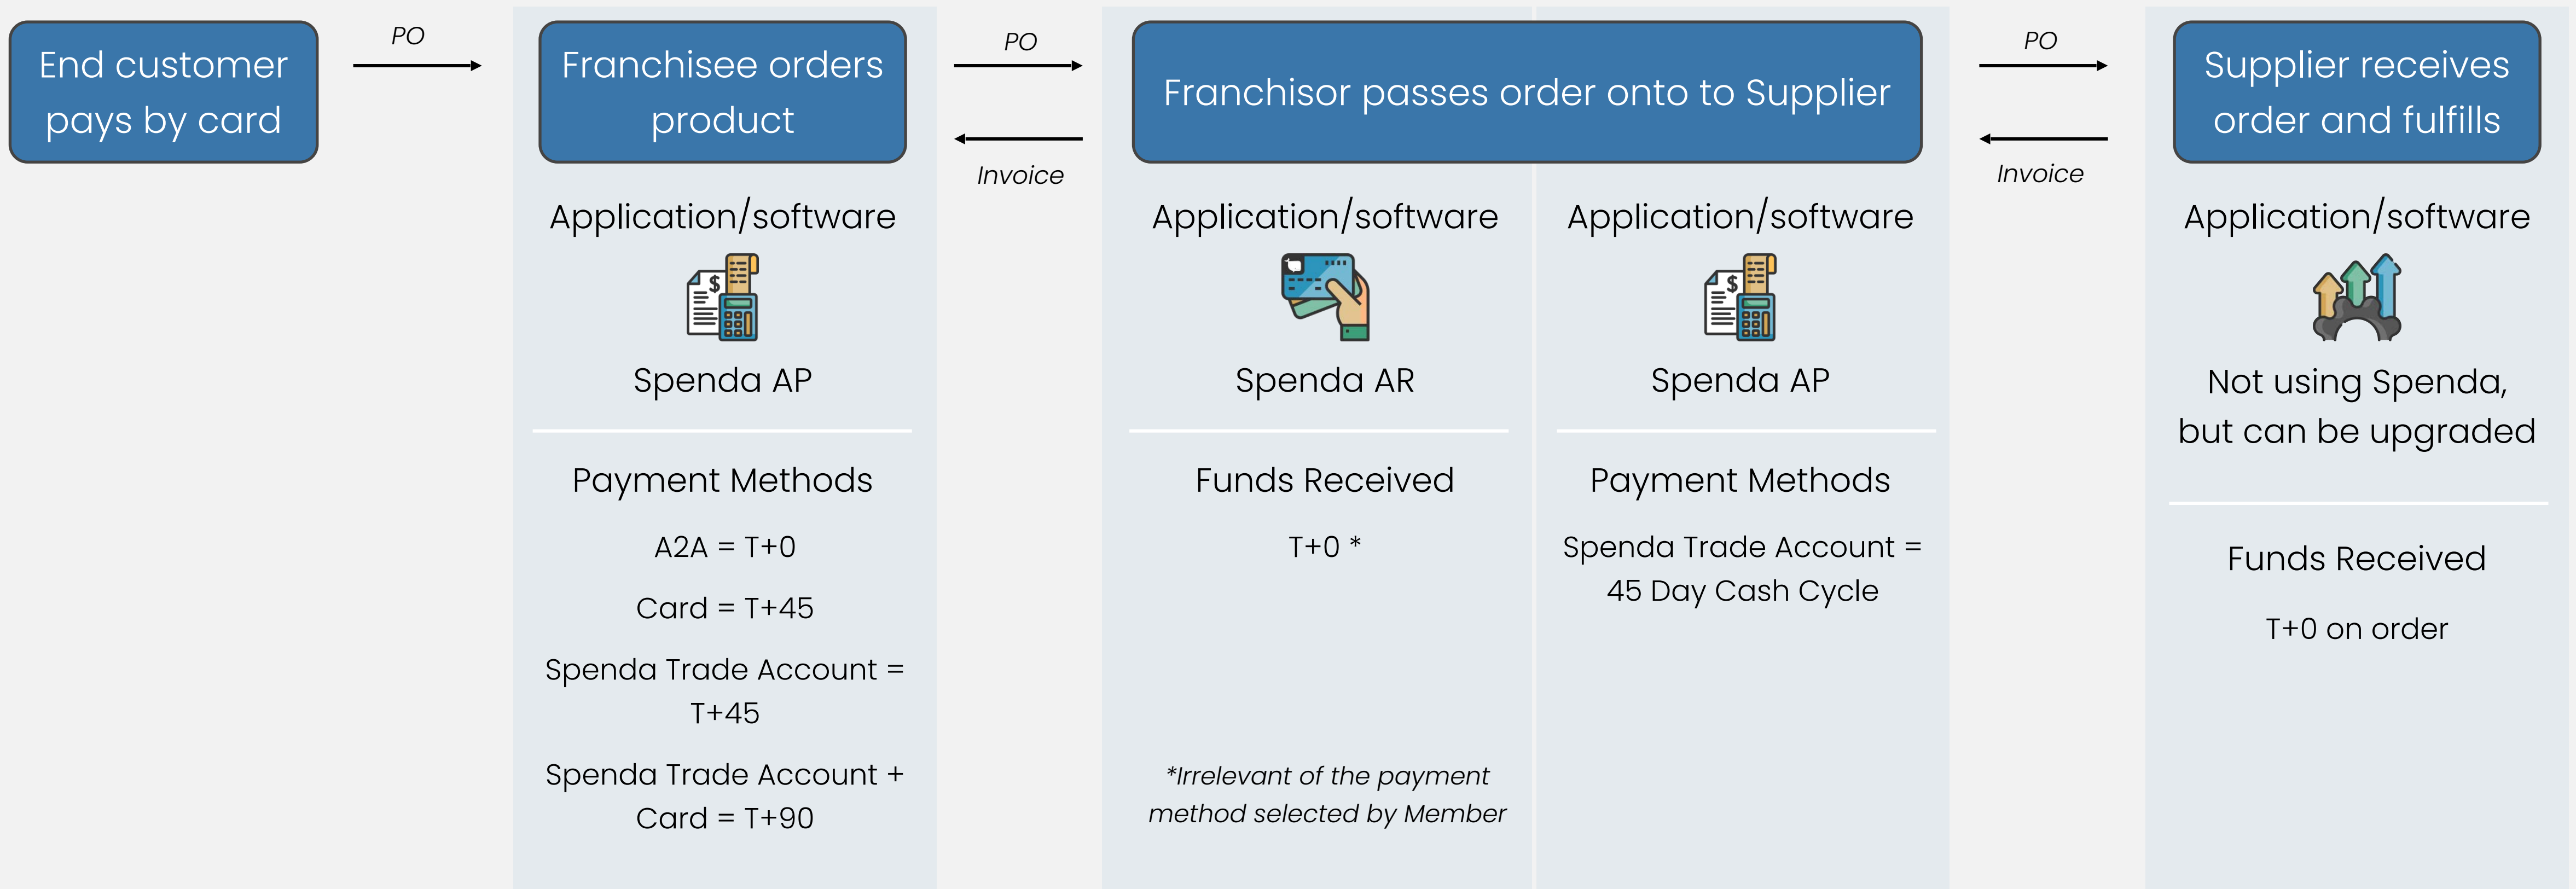 End customer
pays by card
PO
Franchisee orders
product
PO
Invoice
Franchisor passes order onto to Supplier
PO
Invoice
Supplier receives
order and fulfills
Application/software
Spenda AP
Payment Methods
A2A = T+0
Card = T+45
Spenda Trade Account =
T+45
Spenda Trade Account +
Card = T+90
Application/software
Spenda AR
Funds Received
T+0 *
*Irrelevant of the payment
method selected by Member
Application/software
Spenda AP
Payment Methods
Spenda Trade Account =
45 Day Cash Cycle
Application/software
Not using Spenda,
but can be upgraded
Funds Received
T+0 on order